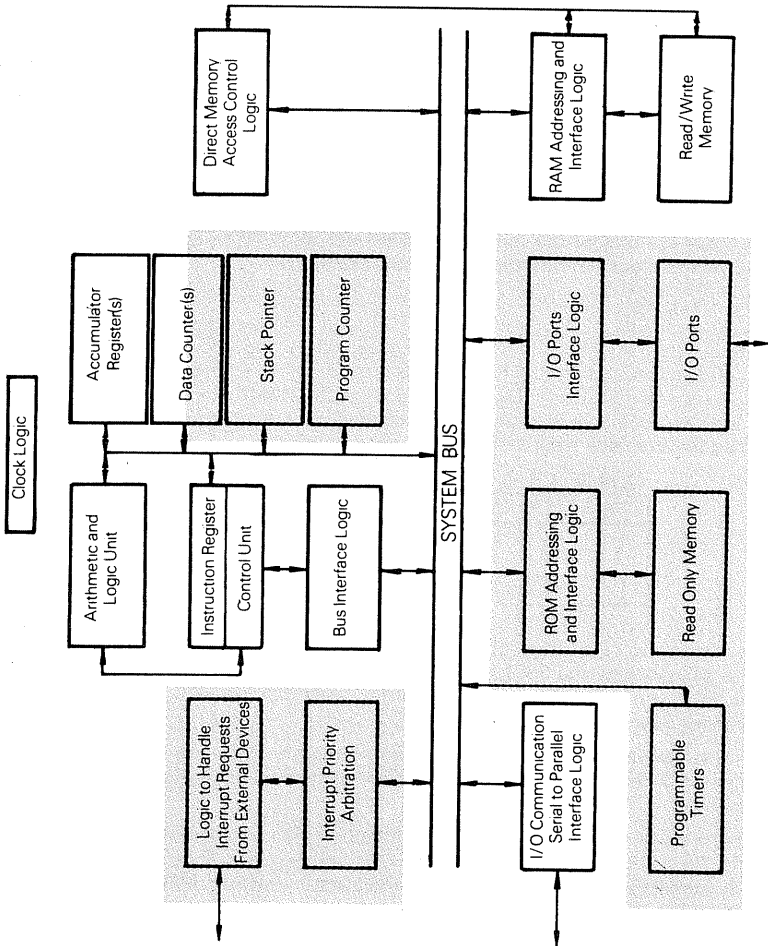 Clock Logic
Arithmetic and
Logic Unit
Accumulator
Register(s)
Instruction Register
Control Unit
Data Counter(s)
Stack Pointer
Program Counter
Direct Memory
Access Control
Logic
Logic to Handle
Interrupt Requests
From External Devices
Interrupt Priority
Arbitration
Bus Interface Logic
SYSTEM BUS
I/O Communication
Serial to Parallel
Interface Logic
ROM Addressing
and Interface Logic
I/O Ports
Interface Logic
RAM Addressing and
Interface Logic
Programmable
Timers
Read Only Memory
I/O Ports
Read/Write
Memory